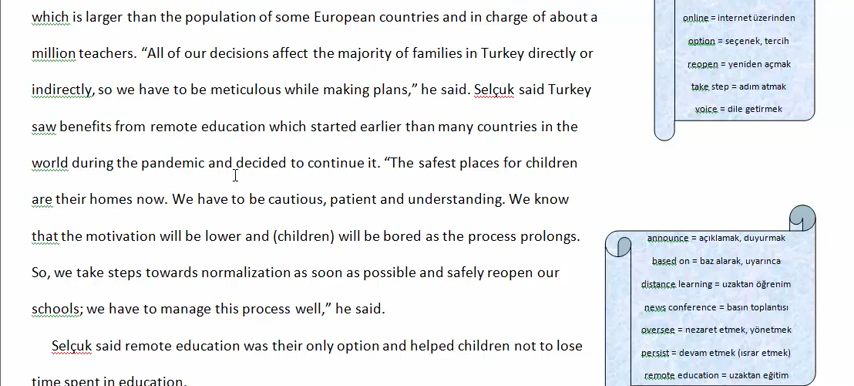 which is larger than the population of some European countries and in charge of about a
million teachers. “All of our decisions affect the majority of families in Turkey directly or
indirectly, so we have to be meticulous while making plans,” he said. Selçuk said Turkey
saw benefits from remote education which started earlier than many countries in the
world during the pandemic and decided to continue it. “The safest places for children
are their homes now. We have to be cautious, patient and understanding. We know
that the motivation will be lower and (children) will be bored as the process prolongs.
So, we take steps towards normalization as soon as possible and safely reopen our
schools; we have to manage this process well,” he said.
Selçuk said remote education was their only option and helped children not to lose
time spent in education.
online = internet üzerinden
option = seçenek, tercih
reopen = yeniden açmak
take step = adım atmak
voice = dile getirmek
announce = açıklamak, duyurmak
based on = baz alarak, uyarınca
distance learning = uzaktan öğrenim
news conference = basın toplantısı
oversee = nezaret etmek, yönetmek
persist = devam etmek (ısrar etmek)
remote education = uzaktan eğitim